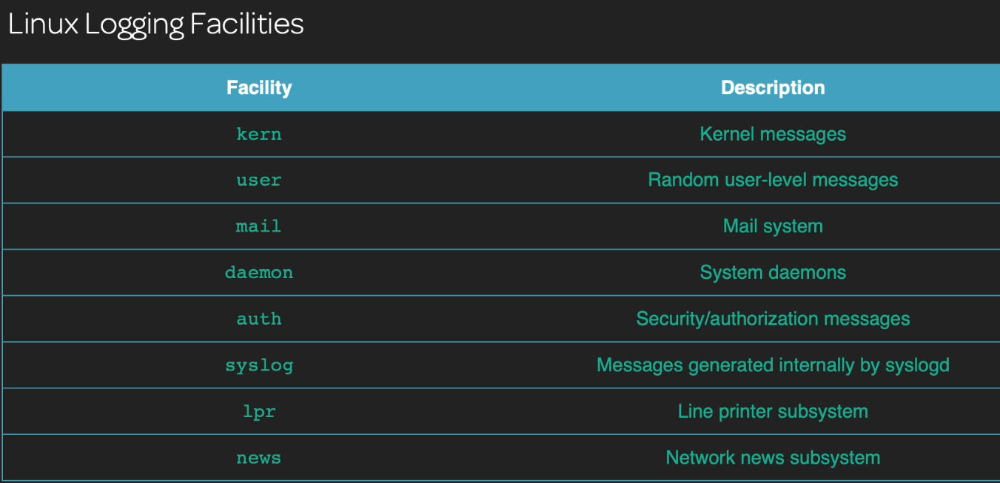 Linux Logging Facilities
Facility Description
kern Kernel messages
user Random user-level messages
mail Mail system
daemon System daemons
auth Security/authorization messages
syslog Messages generated internally by syslogd
lpr Line printer subsystem
news Network news subsystem